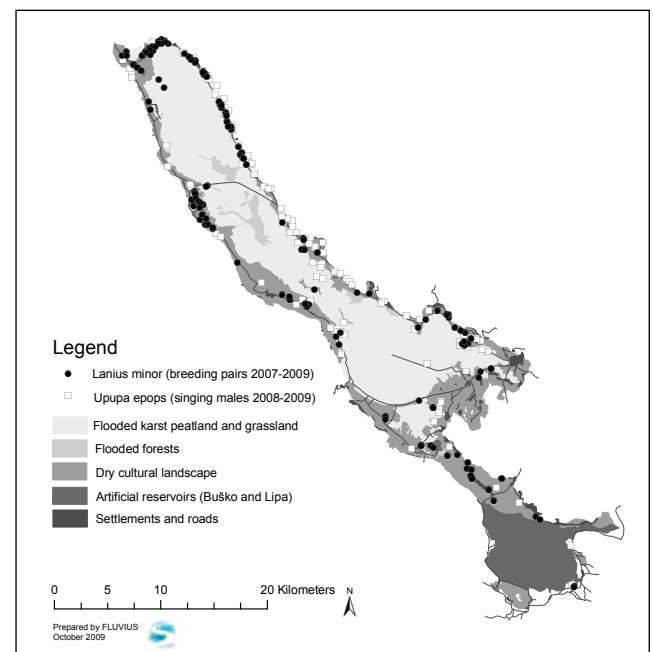 Legend
Lanius minor (breeding pairs 2007-2009)
Upupa epops (singing males 2008-2009)
Flooded karst peatland and grassland
Flooded forests
Dry cultural landscape
Artificial reservoirs (Buško and Lipa)
Settlements and roads
0 5 10 20 Kilometers N
Prepared by FLUVIUS
October 2009